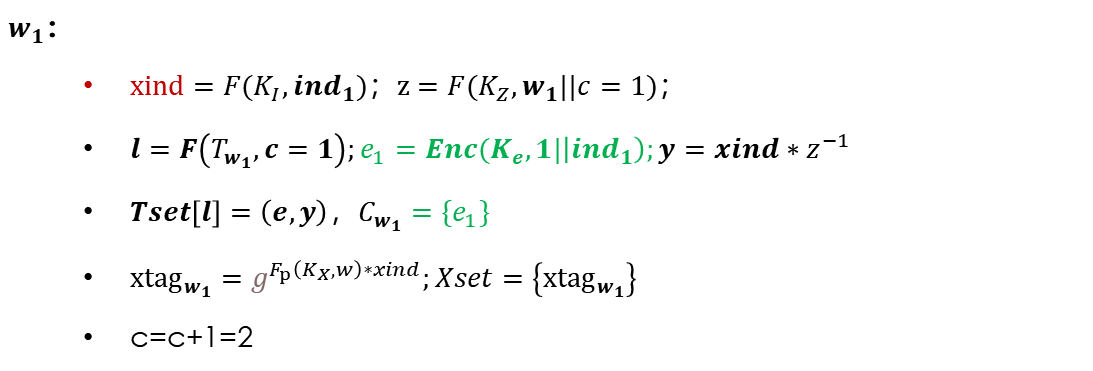 w₁:
• xind = F(K_I, ind₁); z = F(K_Z, w₁||c = 1);
• l = F(T_{w₁}, c = 1); e₁ = Enc(K_e, 1||ind₁); y = xind * z⁻¹
• Tset[l] = (e, y), C_{w₁} = {e₁}
• xtag_{w₁} = g^{F_p(K_X,w)*xind}; Xset = {xtag_{w₁}}
• c=c+1=2